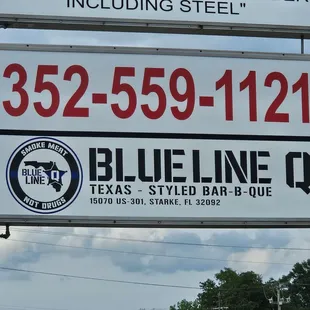 INCLUDING STEEL"
352-559-1121
SMOKE MEAT
BLUE Q
LINE
NOT DRUGS
BLUE LINE Q
TEXAS - STYLED BAR-B-QUE
15070 US-301, STARKE, FL 32092